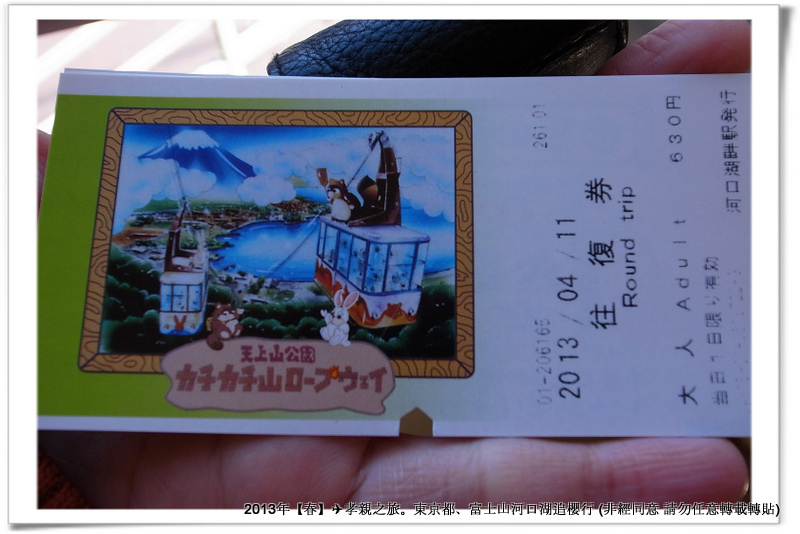 天上山公園
カチカチ山ロープウェイ
261 01
01-206165
2013 / 04 / 11
往復券
Round trip
大人 Adult 630円
当日1日限り有効
河口湖畔駅発行
2013年【春】✈孝親之旅。東京都、富士山河口湖追櫻行 (非經同意 請勿任意轉載轉貼)